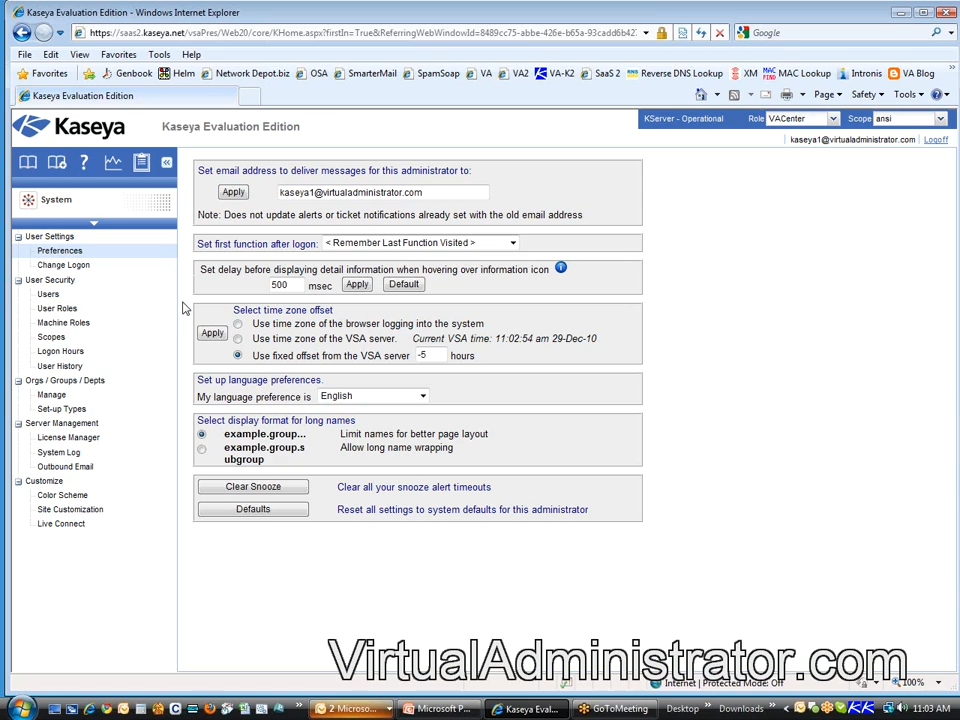 Kaseya Evaluation Edition - Windows Internet Explorer
https://saas2.kaseya.net/vsaPres/Web20/core/KHome.aspx?firstIn=True&ReferringWebWindowId=8489cc75-abbe-426e-b65a-93cadd6b42
Google
File Edit View Favorites Tools Help
Favorites Genbook Helm Network Depot.biz OSA SmarterMail SpamSoap VA VA2 VA-K2 SaaS 2 Reverse DNS Lookup XM MAC Lookup Intronis VA Blog
Kaseya Evaluation Edition
Page Safety Tools
Kaseya Kaseya Evaluation Edition
KServer - Operational Role VACenter Scope ansi
kaseya1@virtualadministrator.com Logoff
System
User Settings
Preferences
Change Logon
User Security
Users
User Roles
Machine Roles
Scopes
Logon Hours
User History
Orgs / Groups / Depts
Manage
Set-up Types
Server Management
License Manager
System Log
Outbound Email
Customize
Color Scheme
Site Customization
Live Connect
Set email address to deliver messages for this administrator to:
Apply kaseya1@virtualadministrator.com
Note: Does not update alerts or ticket notifications already set with the old email address
Set first function after logon: < Remember Last Function Visited >
Set delay before displaying detail information when hovering over information icon
500 msec Apply Default
Select time zone offset
Use time zone of the browser logging into the system
Apply
Use time zone of the VSA server. Current VSA time: 11:02:54 am 29-Dec-10
Use fixed offset from the VSA server -5 hours
Set up language preferences.
My language preference is English
Select display format for long names
example.group... Limit names for better page layout
example.group.s Allow long name wrapping
ubgroup
Clear Snooze Clear all your snooze alert timeouts
Defaults Reset all settings to system defaults for this administrator
VirtualAdministrator.com
Internet | Protected Mode: Off 100%
2 Microso... Microsoft P... Kaseya Eval... GoToMeeting Desktop Downloads 11:03 AM